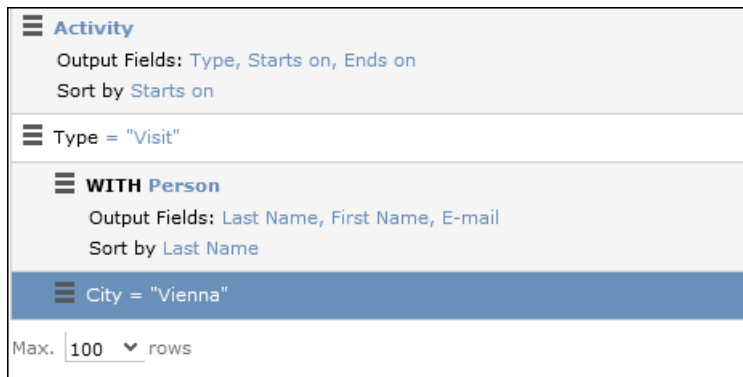 Activity
Output Fields: Type, Starts on, Ends on
Sort by Starts on
Type = "Visit"
WITH Person
Output Fields: Last Name, First Name, E-mail
Sort by Last Name
City = "Vienna"
Max. 100 rows